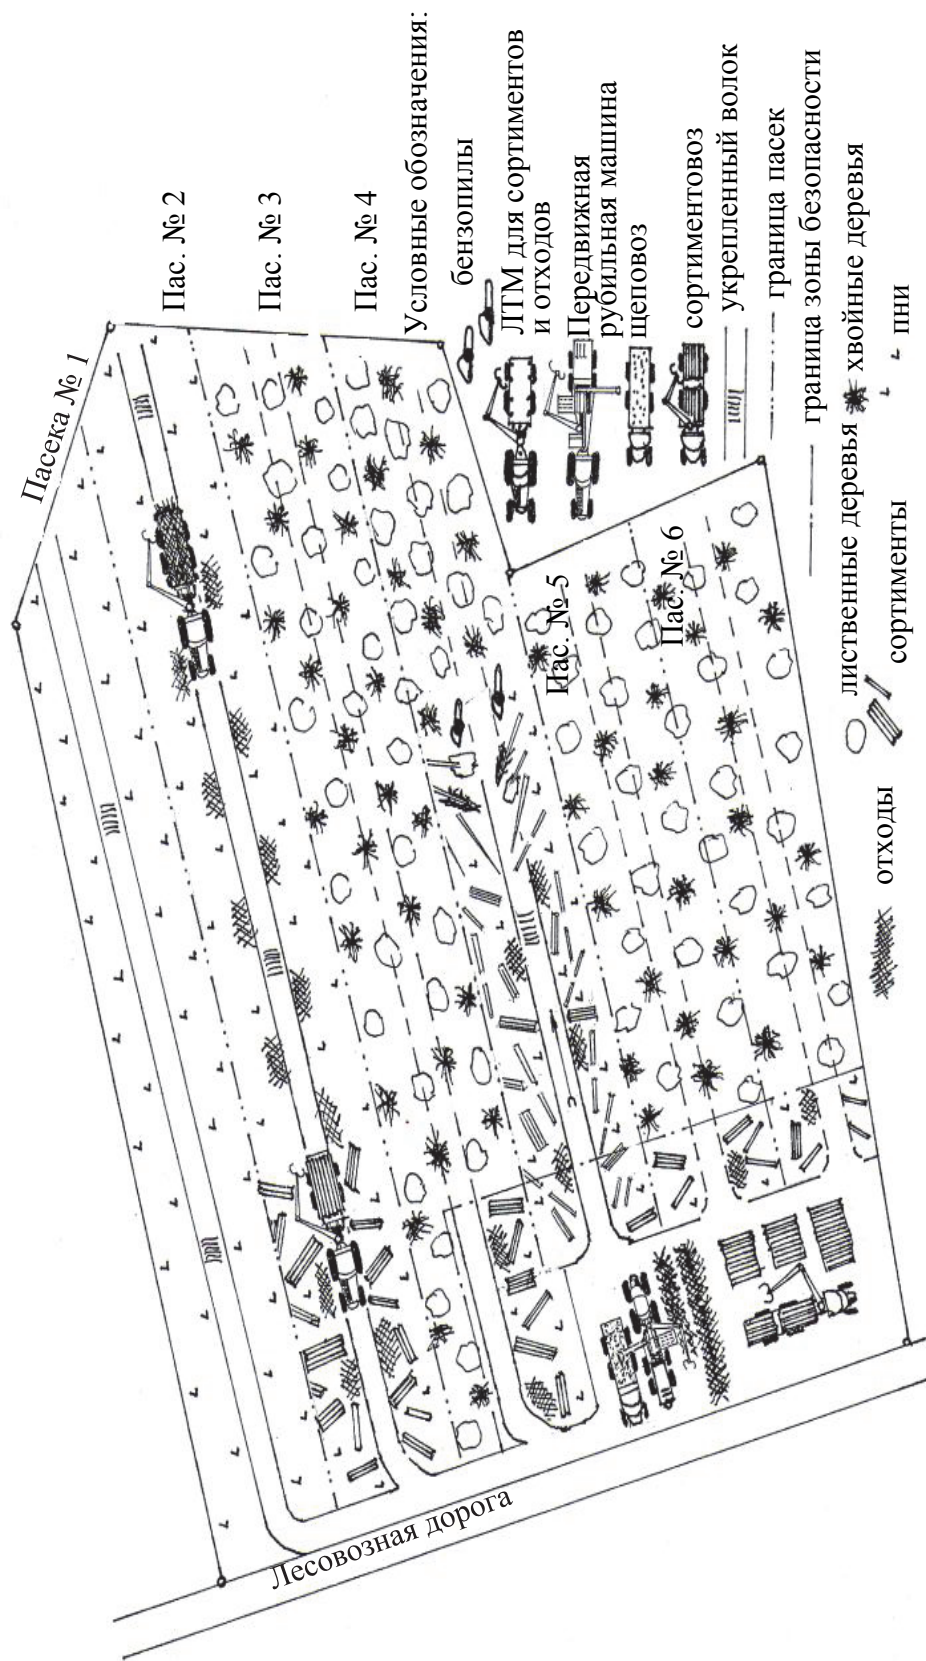 Пасека № 1
Пас. № 2
Пас. № 3
Пас. № 4
Пас. № 5
Пас. № 6
Лесовозная дорога
Условные обозначения:
бензопилы
ЛТМ для сортиментов
и отходов
Передвижная
рубильная машина
щеповоз
сортиментовоз
укрепленный волок
граница пасек
граница зоны безопасности
лиственные деревья
хвойные деревья
отходы
сортименты
пни